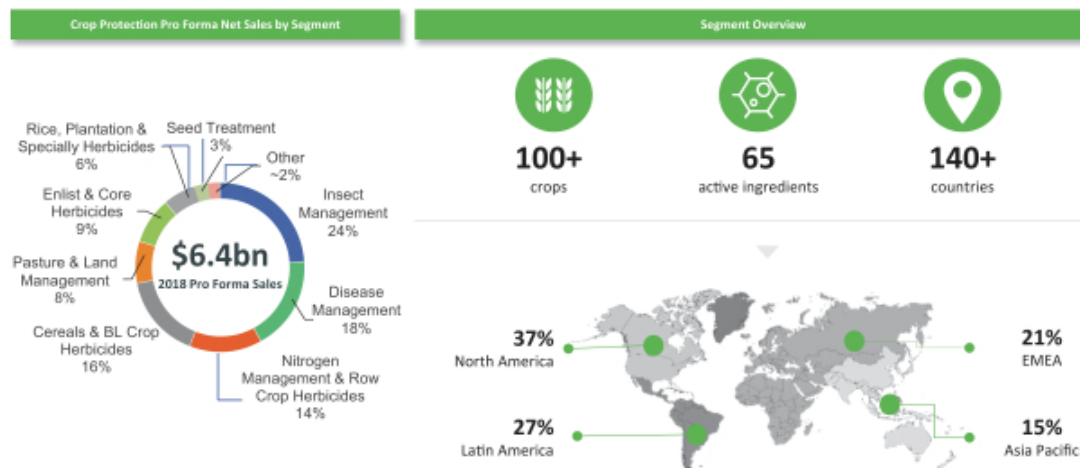 Crop Protection Pro Forma Net Sales by Segment
Rice, Plantation &
Specially Herbicides
6%
Seed Treatment
3%
Other
~2%
Enlist & Core
Herbicides
9%
Insect
Management
24%
$6.4bn
2018 Pro Forma Sales
Pasture & Land
Management
8%
Disease
Management
18%
Cereals & BL Crop
Herbicides
16%
Nitrogen
Management & Row
Crop Herbicides
14%
Segment Overview
100+
crops
65
active ingredients
140+
countries
37%
North America
21%
EMEA
27%
Latin America
15%
Asia Pacific